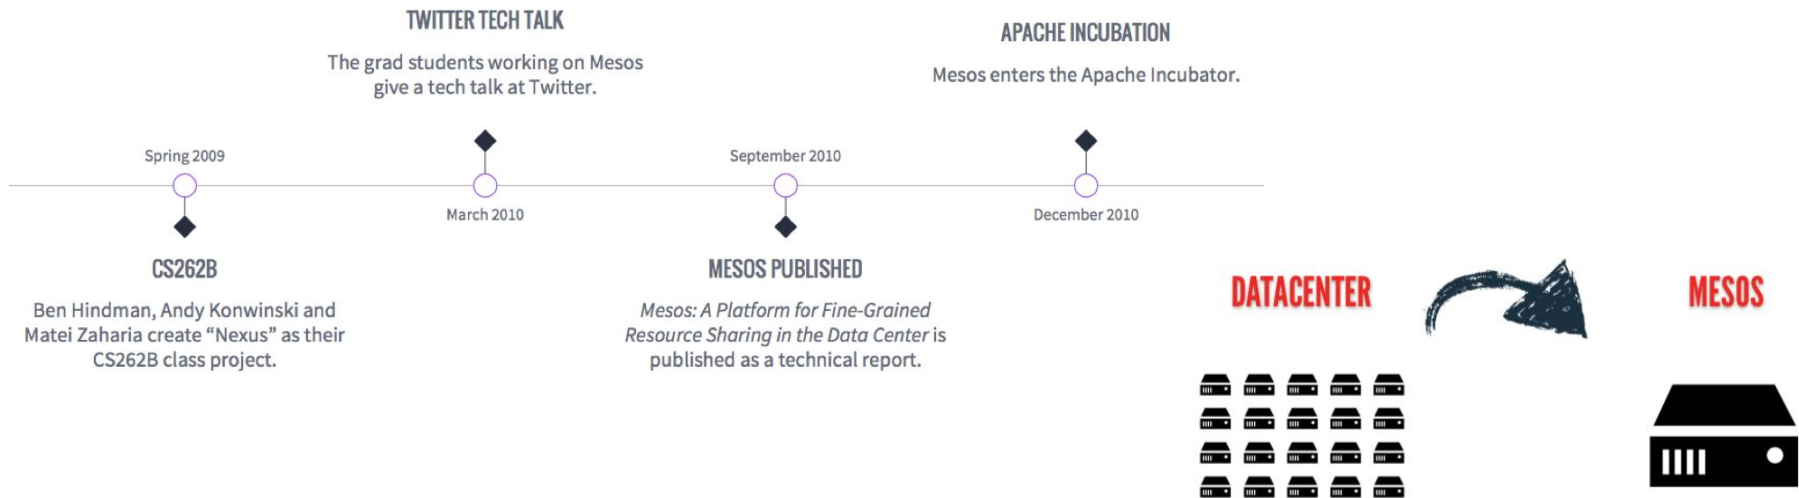 TWITTER TECH TALK
The grad students working on Mesos
give a tech talk at Twitter.
APACHE INCUBATION
Mesos enters the Apache Incubator.
Spring 2009
March 2010
September 2010
December 2010
CS262B
Ben Hindman, Andy Konwinski and
Matei Zaharia create “Nexus” as their
CS262B class project.
MESOS PUBLISHED
Mesos: A Platform for Fine-Grained
Resource Sharing in the Data Center is
published as a technical report.
DATACENTER
MESOS